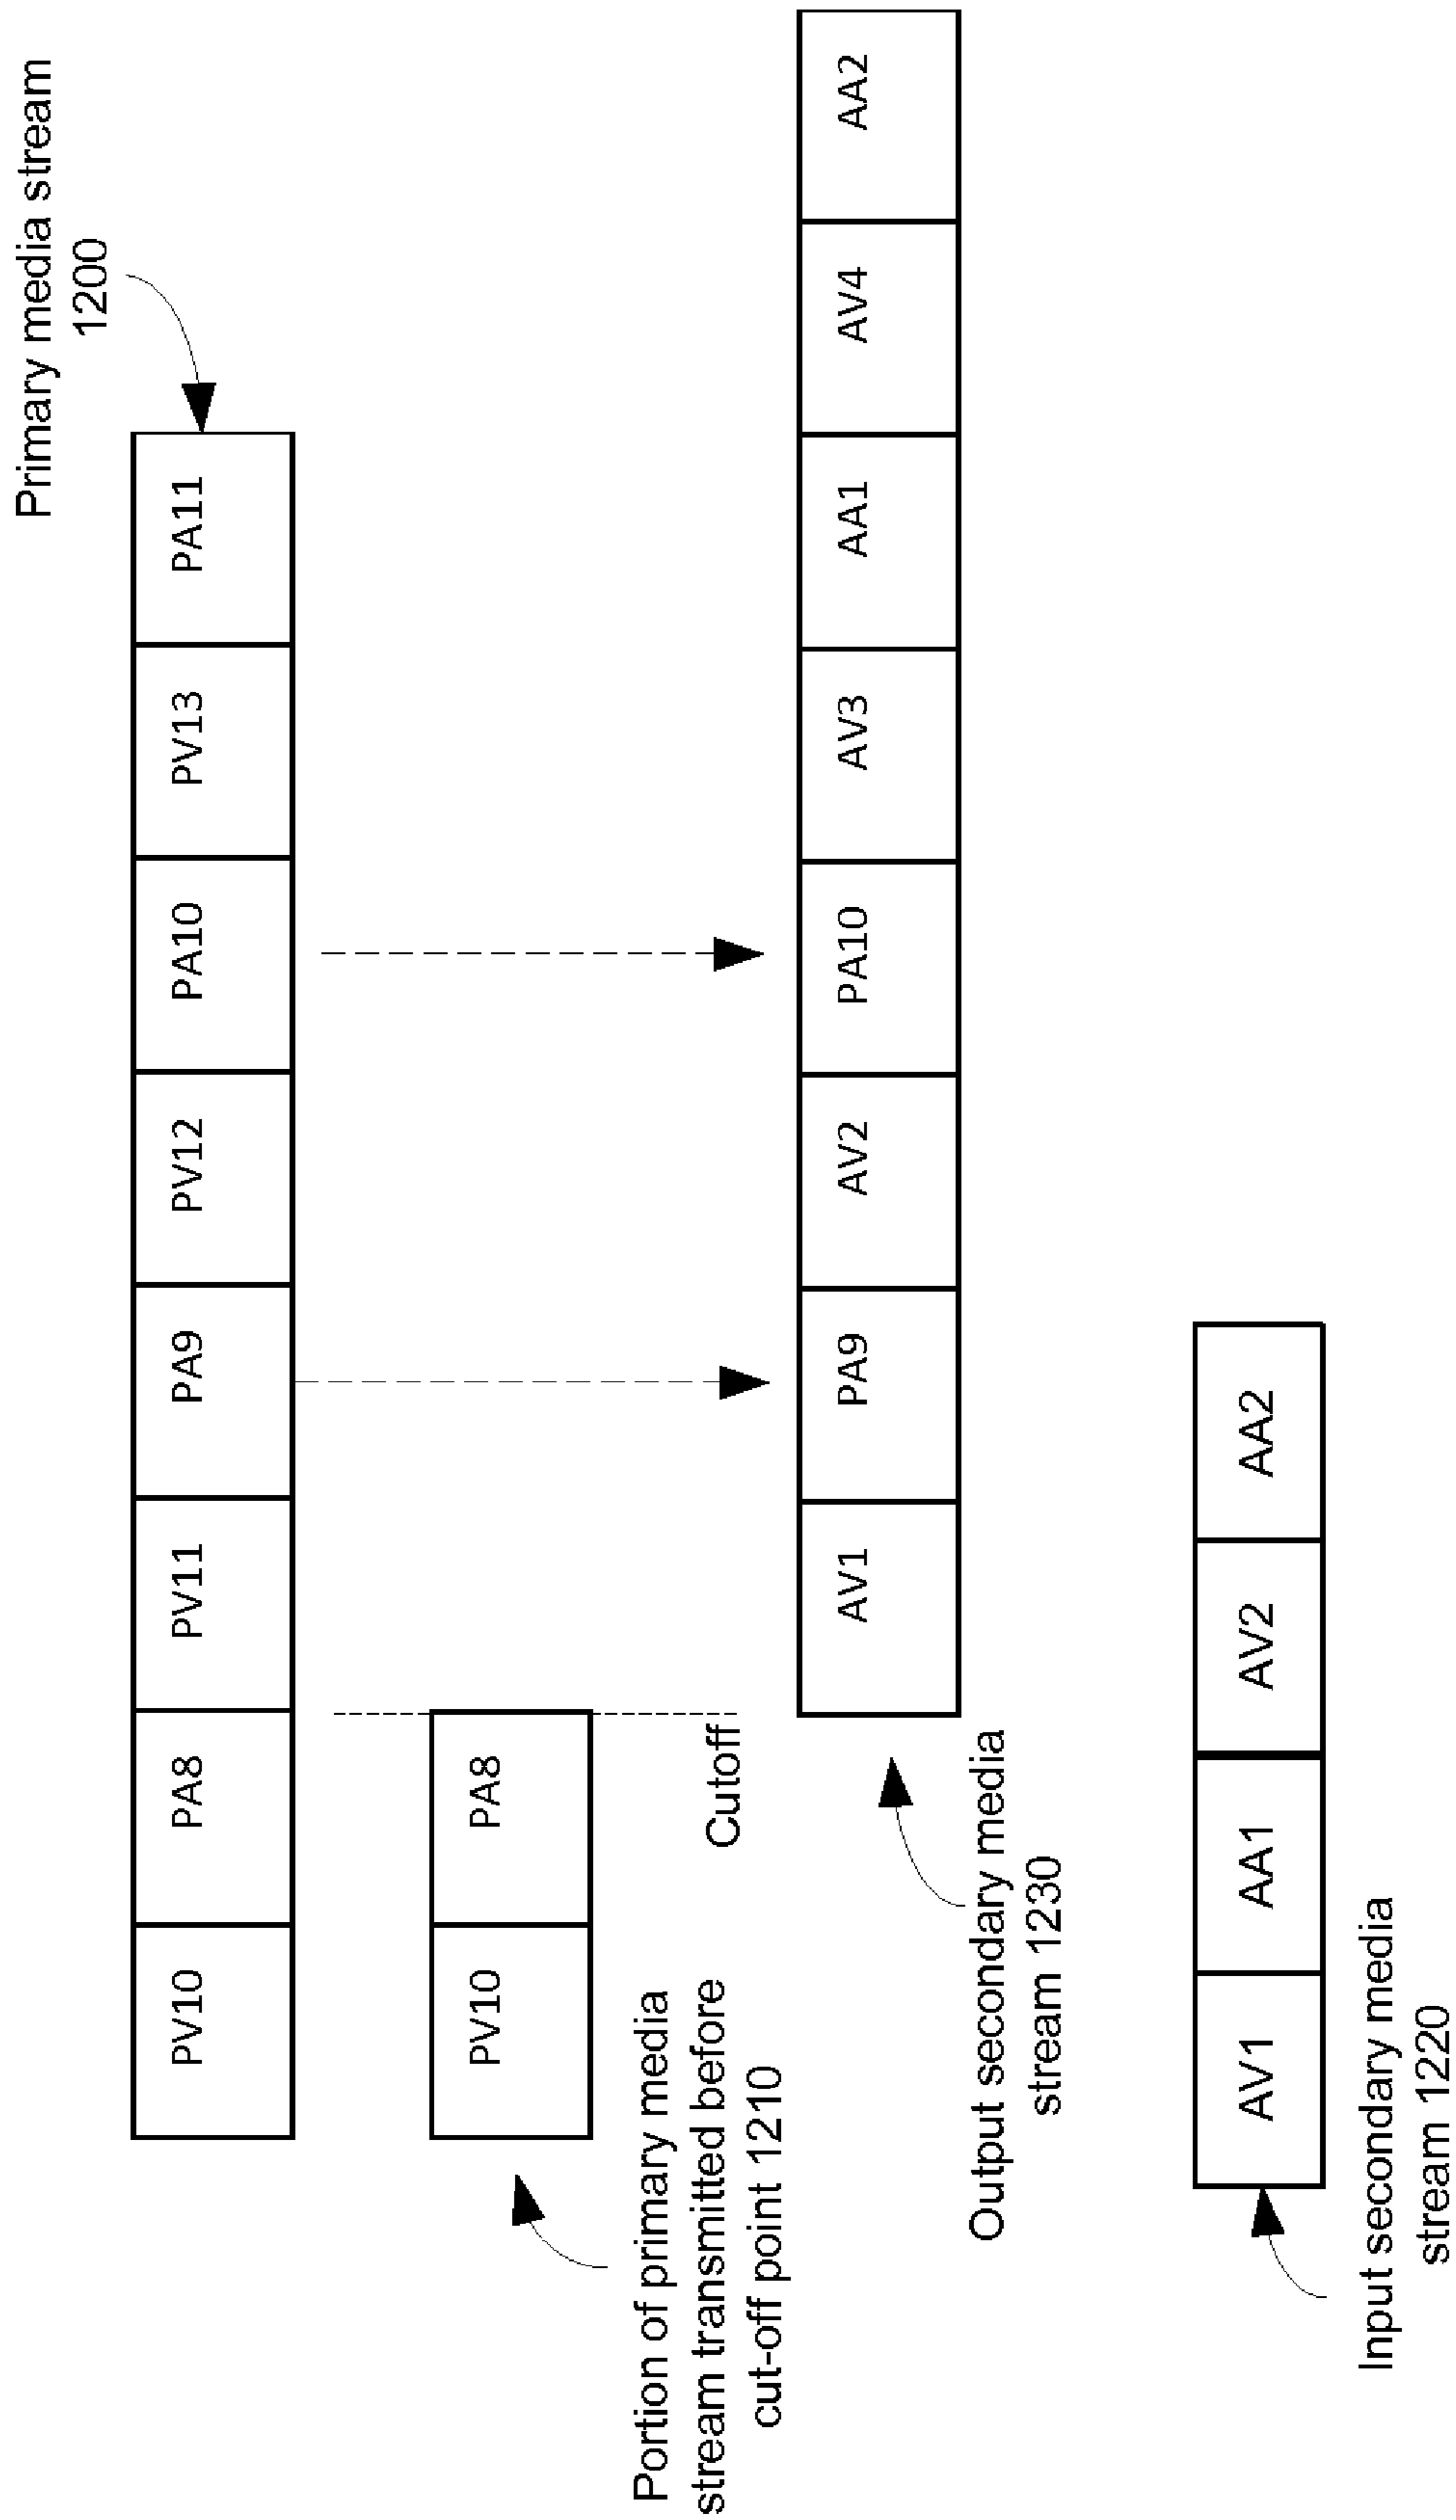 Primary media stream
1200
PV10 PA8 PV11 PA9 PV12 PA10 PV13 PA11
PV10 PA8
Portion of primary media
stream transmitted before
cut-off point 1210
Cutoff
AV1 PA9 AV2 PA10 AV3 AA1 AV4 AA2
Output secondary media
stream 1230
AV1 AA1 AV2 AA2
Input secondary media
stream 1220